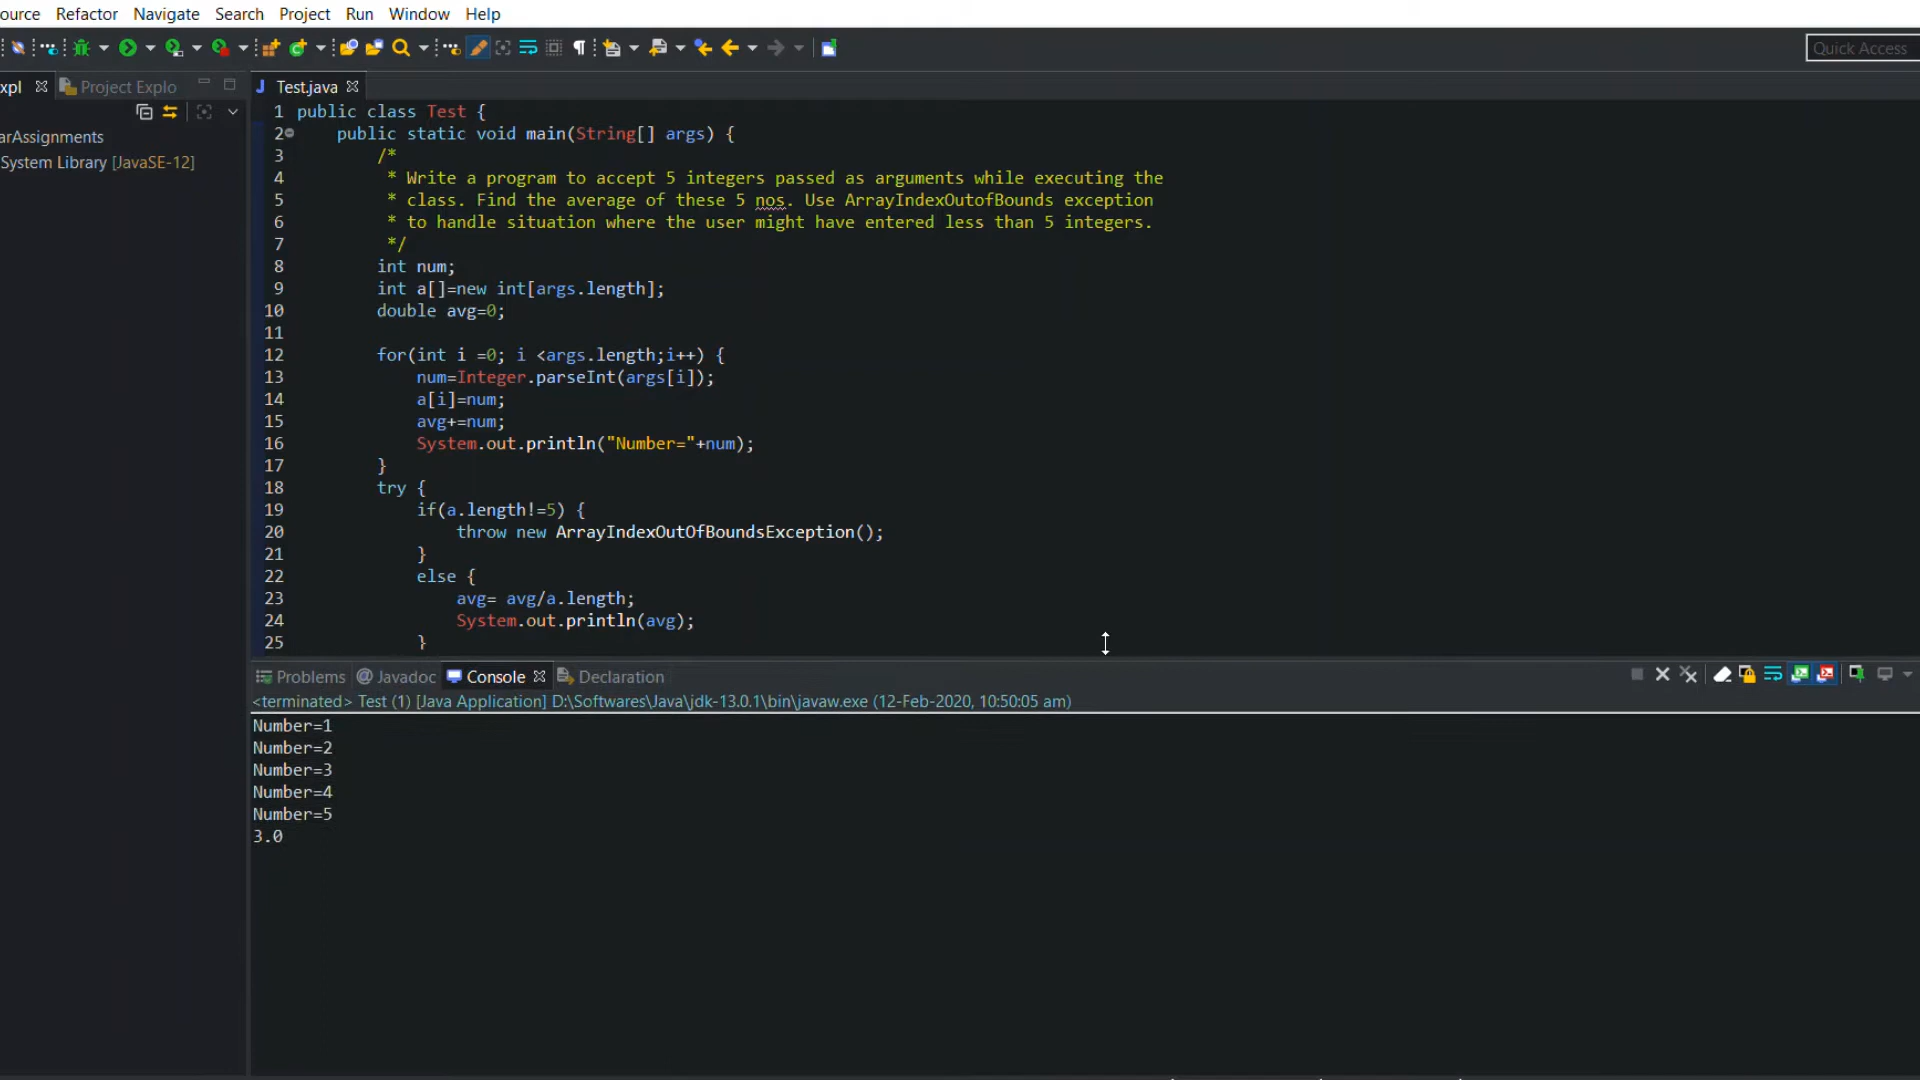 ource Refactor Navigate Search Project Run Window Help
Quick Access
xpl Project Explo
arAssignments
System Library [JavaSE-12]
Test.java
1 public class Test {
2 public static void main(String[] args) {
3 /*
4 * Write a program to accept 5 integers passed as arguments while executing the
5 * class. Find the average of these 5 nos. Use ArrayIndexOutofBounds exception
6 * to handle situation where the user might have entered less than 5 integers.
7 */
8 int num;
9 int a[]=new int[args.length];
10 double avg=0;
11
12 for(int i =0; i <args.length;i++) {
13 num=Integer.parseInt(args[i]);
14 a[i]=num;
15 avg+=num;
16 System.out.println("Number="+num);
17 }
18 try {
19 if(a.length!=5) {
20 throw new ArrayIndexOutOfBoundsException();
21 }
22 else {
23 avg= avg/a.length;
24 System.out.println(avg);
25 }
Problems @ Javadoc Console Declaration
<terminated> Test (1) [Java Application] D:\Softwares\Java\jdk-13.0.1\bin\javaw.exe (12-Feb-2020, 10:50:05 am)
Number=1
Number=2
Number=3
Number=4
Number=5
3.0